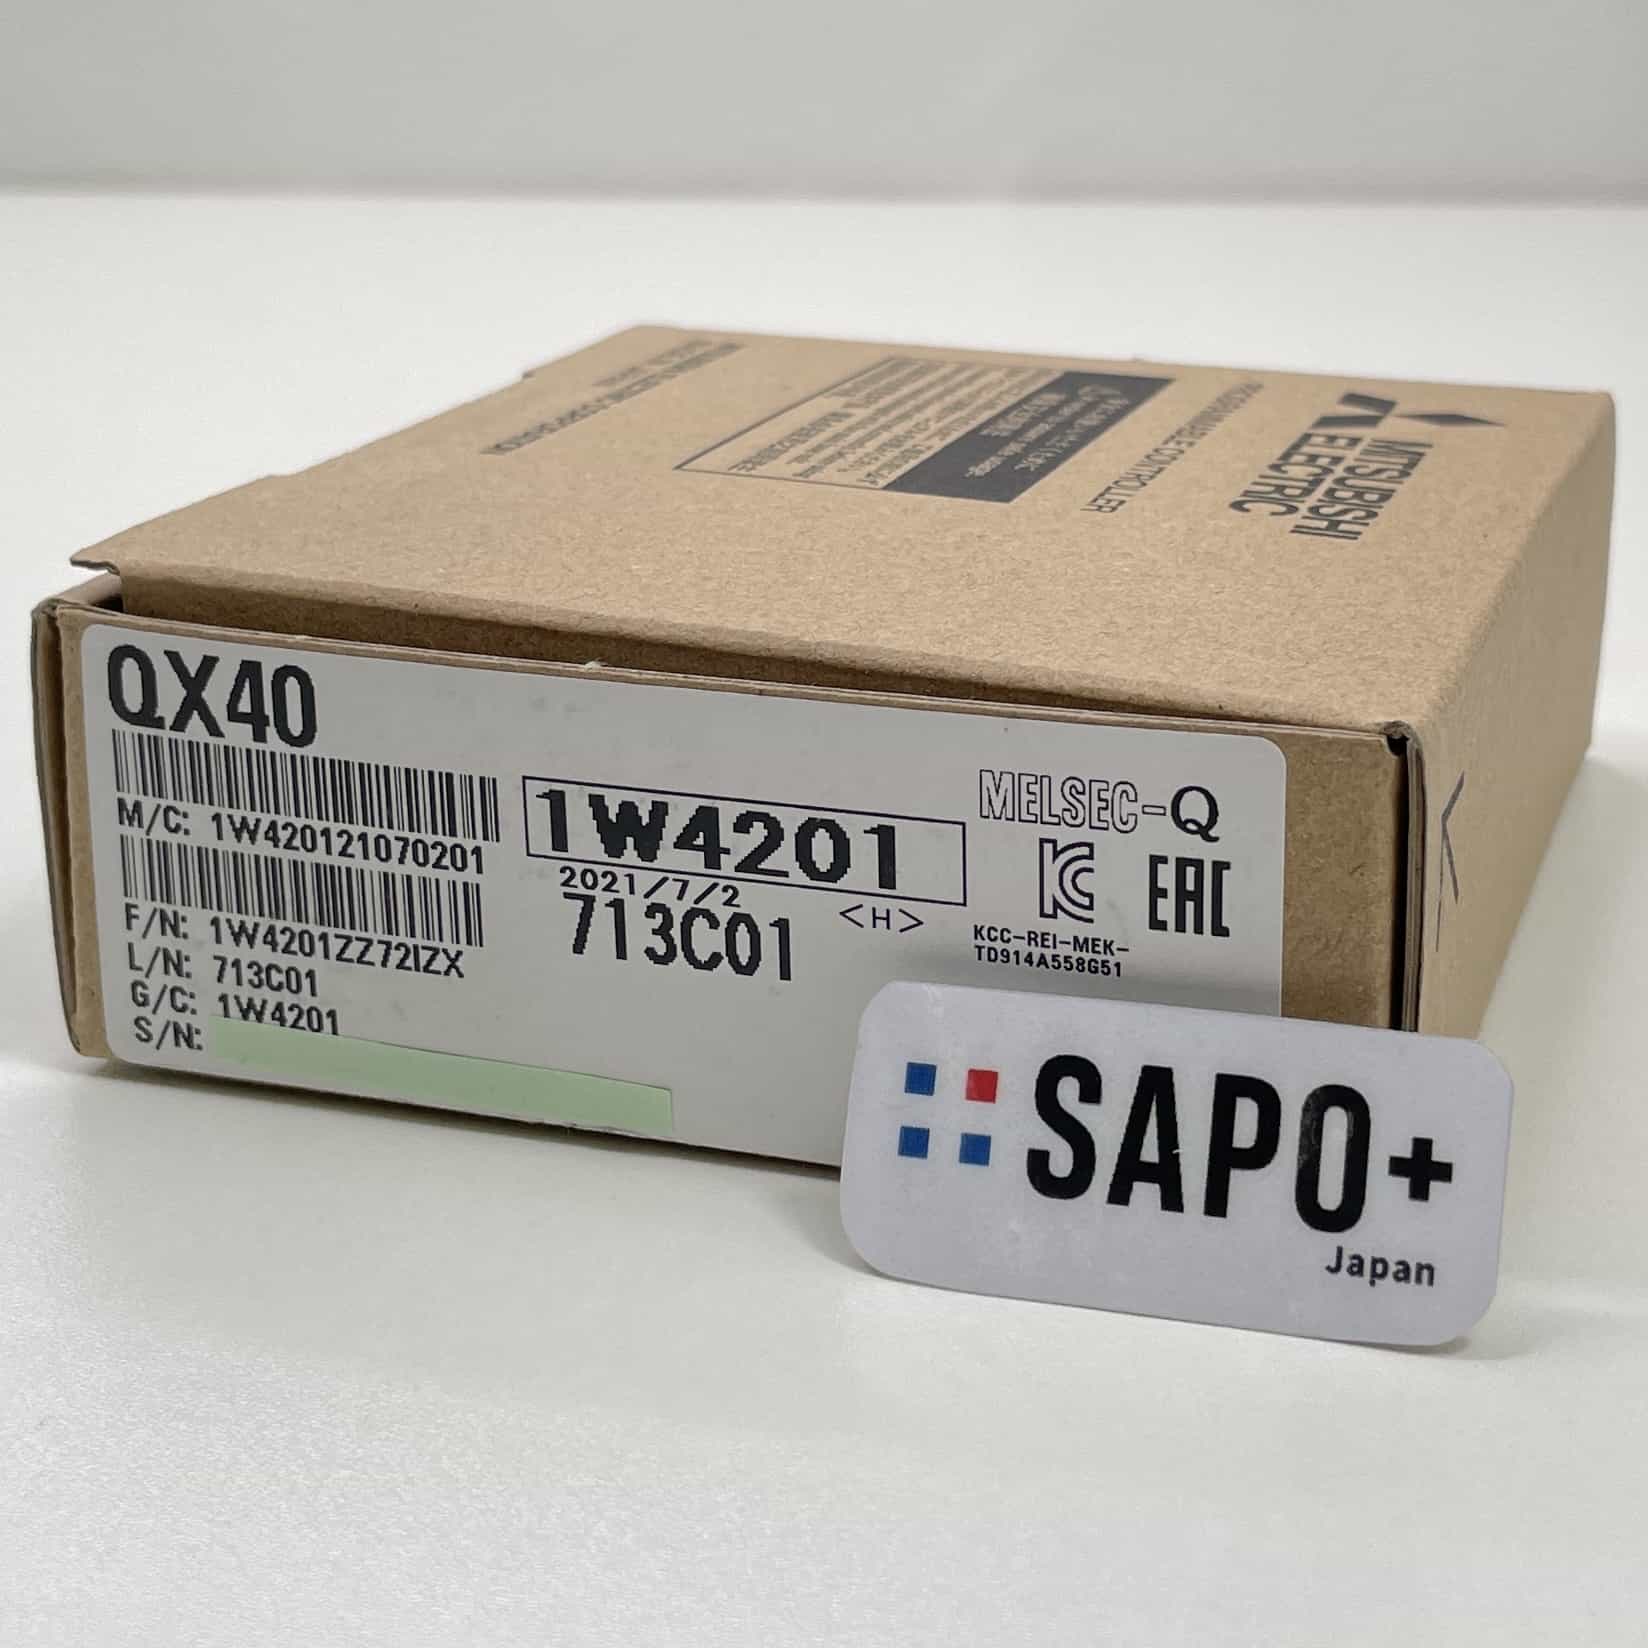 MITSUBISHI
ELECTRIC
PROGRAMMABLE CONTROLLER
QX40
M/C: 1W420121070201
F/N: 1W4201ZZ72IZX
L/N: 713C01
G/C: 1W4201
S/N:
1W4201
2021/7/2
713C01
<H>
MELSEC-Q
KCC-REI-MEK-
TD914A558G51
SAPO+
Japan